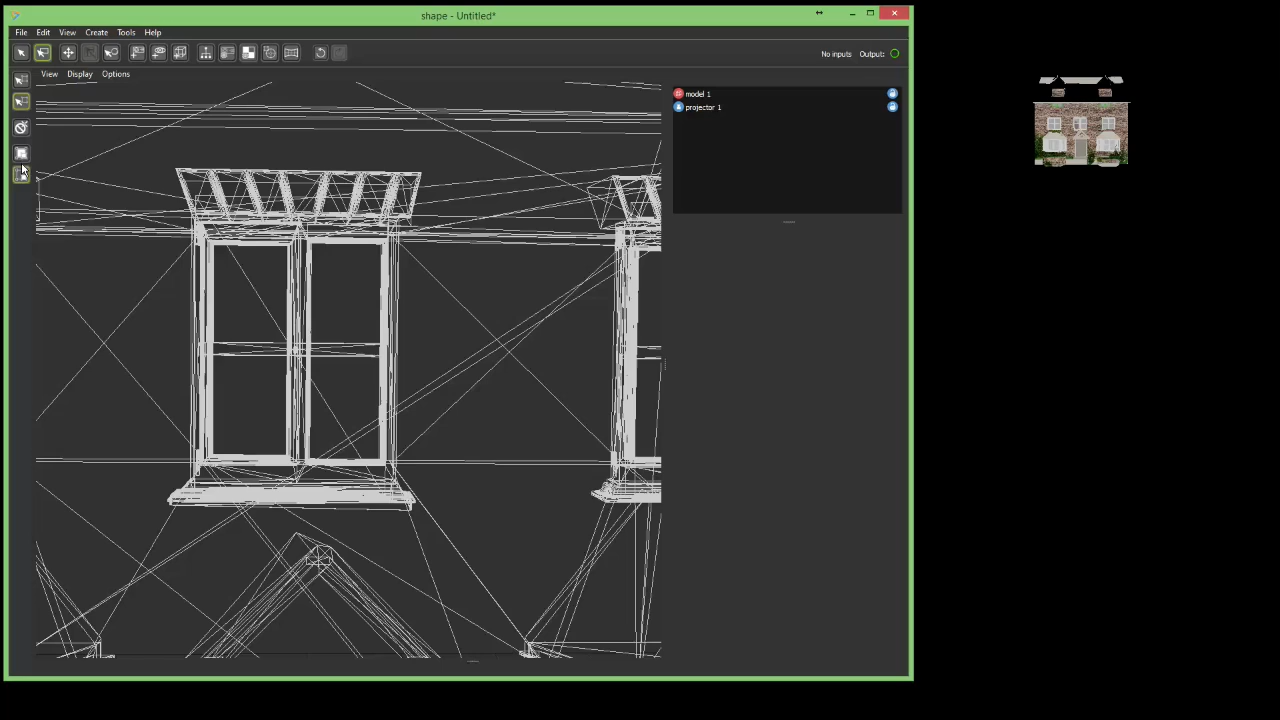 shape - Untitled*
File Edit View Create Tools Help
No inputs Output:
View Display Options
model 1
projector 1